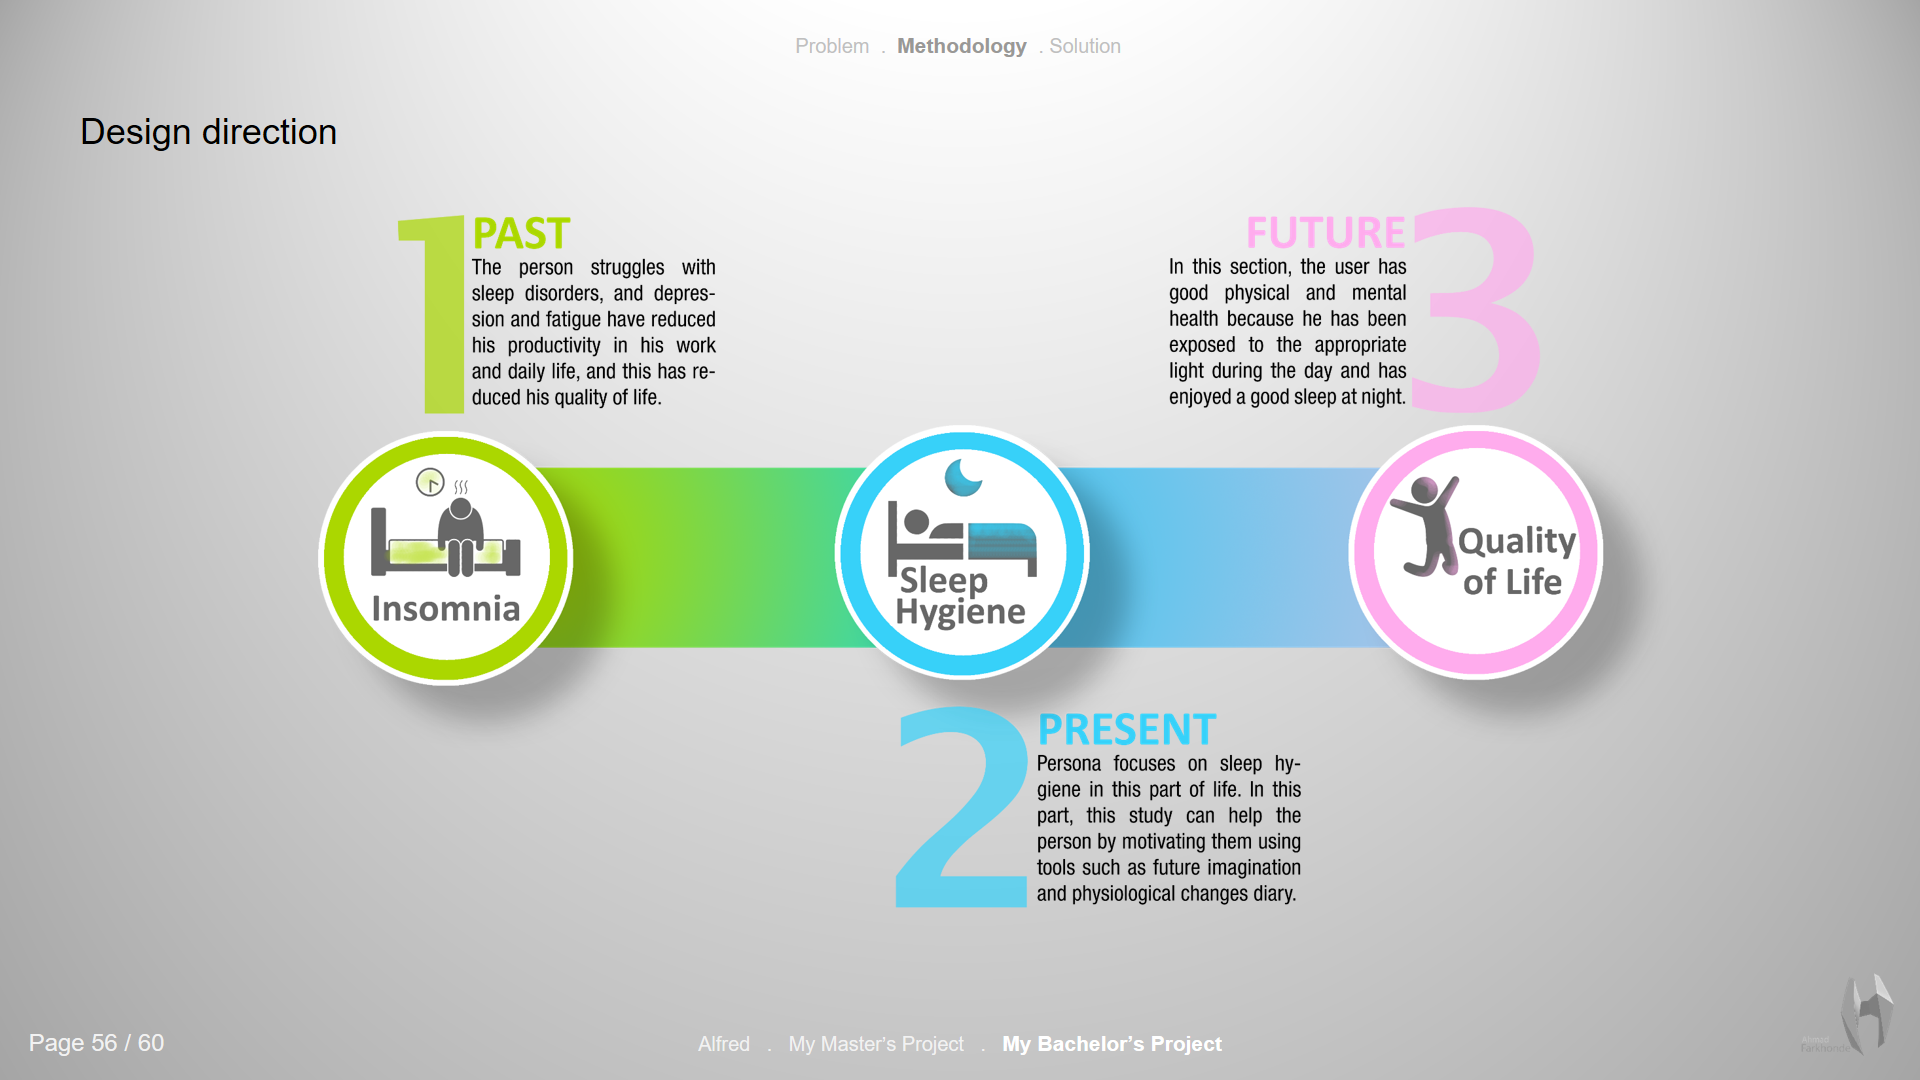 Problem . Methodology . Solution
Design direction
1
PAST
The person struggles with
sleep disorders, and depres-
sion and fatigue have reduced
his productivity in his work
and daily life, and this has re-
duced his quality of life.
FUTURE
3
In this section, the user has
good physical and mental
health because he has been
exposed to the appropriate
light during the day and has
enjoyed a good sleep at night.
Insomnia
Sleep
Hygiene
Quality
of Life
2
PRESENT
Persona focuses on sleep hy-
giene in this part of life. In this
part, this study can help the
person by motivating them using
tools such as future imagination
and physiological changes diary.
Page 56 / 60
Alfred . My Master's Project . My Bachelor’s Project